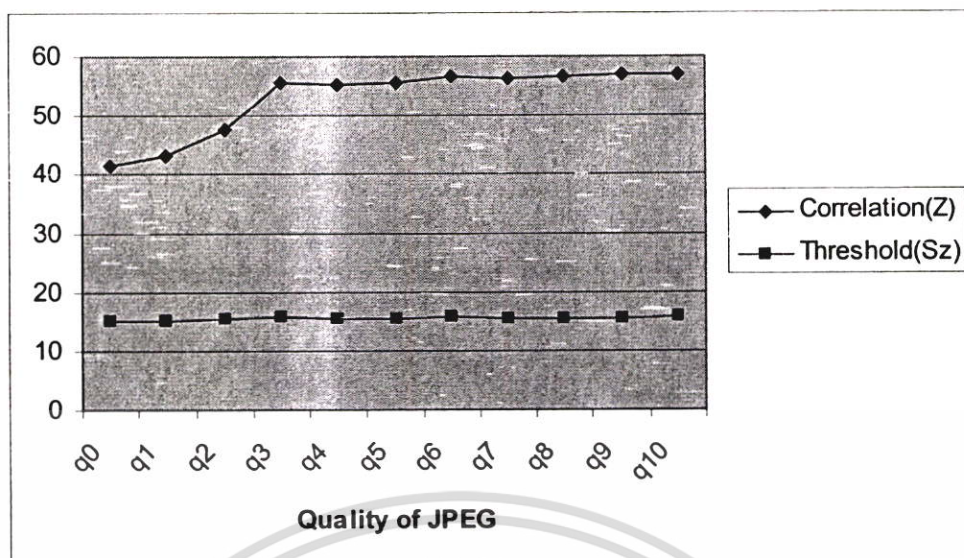 60
50
40
30
20
10
0
q0
q1
q2
q3
q4
q5
q6
q7
q8
q9
q10
Quality of JPEG
Correlation(Z)
Threshold(Sz)